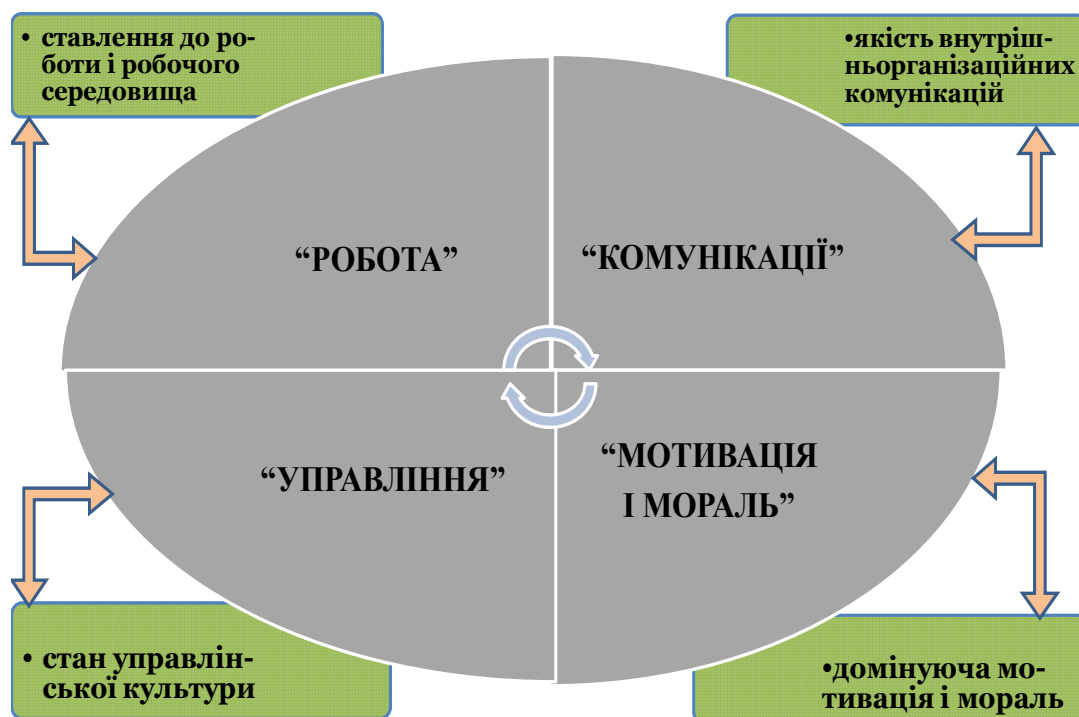 • ставлення до ро-
боти і робочого
середовища
•якість внутріш-
ньорганізаційних
комунікацій
“РОБОТА”
“КОМУНІКАЦІЇ”
“УПРАВЛІННЯ”
“МОТИВАЦІЯ
І МОРАЛЬ”
• стан управлін-
ської культури
•домінуюча мо-
тивація і мораль